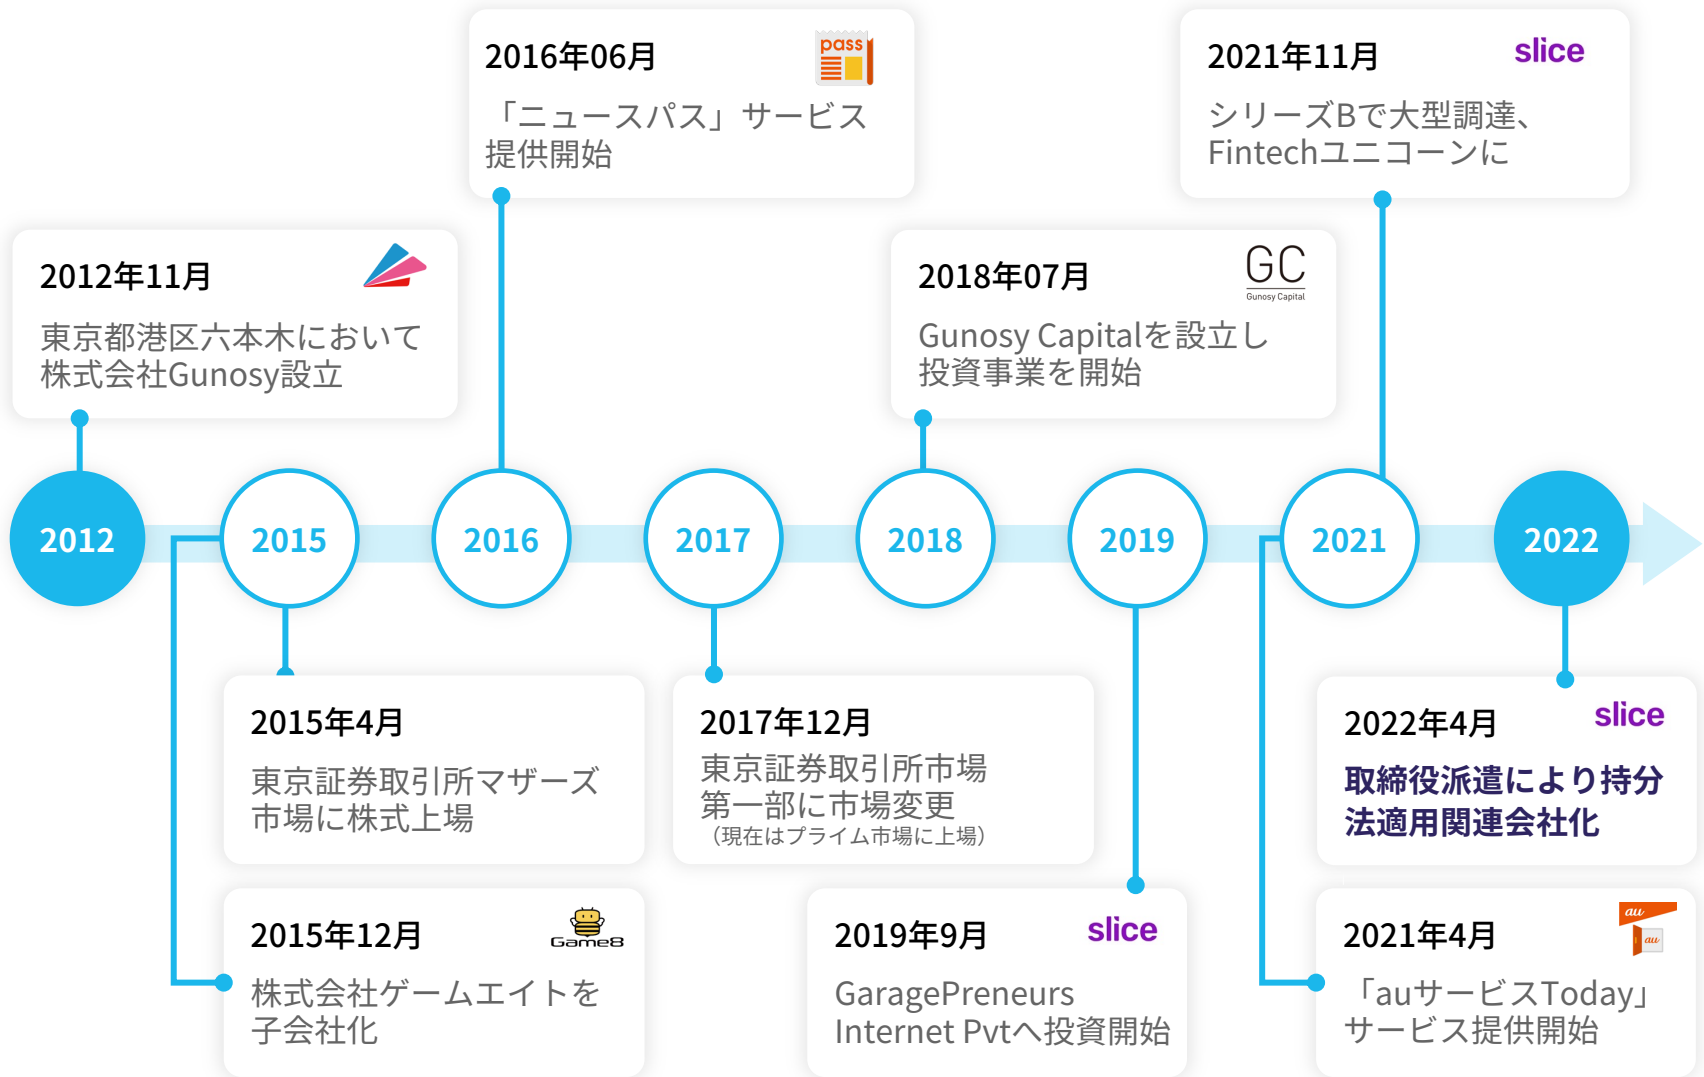 2016年06月
pass
「ニュースパス」サービス
提供開始
2021年11月
slice
シリーズBで大型調達、
Fintechユニコーンに
2012年11月
東京都港区六本木において
株式会社Gunosy設立
2018年07月
GC
Gunosy Capital
Gunosy Capitalを設立し
投資事業を開始
2012
2015
2016
2017
2018
2019
2021
2022
2015年4月
東京証券取引所マザーズ
市場に株式上場
2017年12月
東京証券取引所市場
第一部に市場変更
（現在はプライム市場に上場）
2022年4月
slice
取締役派遣により持分
法適用関連会社化
2015年12月
Game8
株式会社ゲームエイトを
子会社化
2019年9月
slice
GaragePreneurs
Internet Pvtへ投資開始
2021年4月
au
au
「auサービスToday」
サービス提供開始